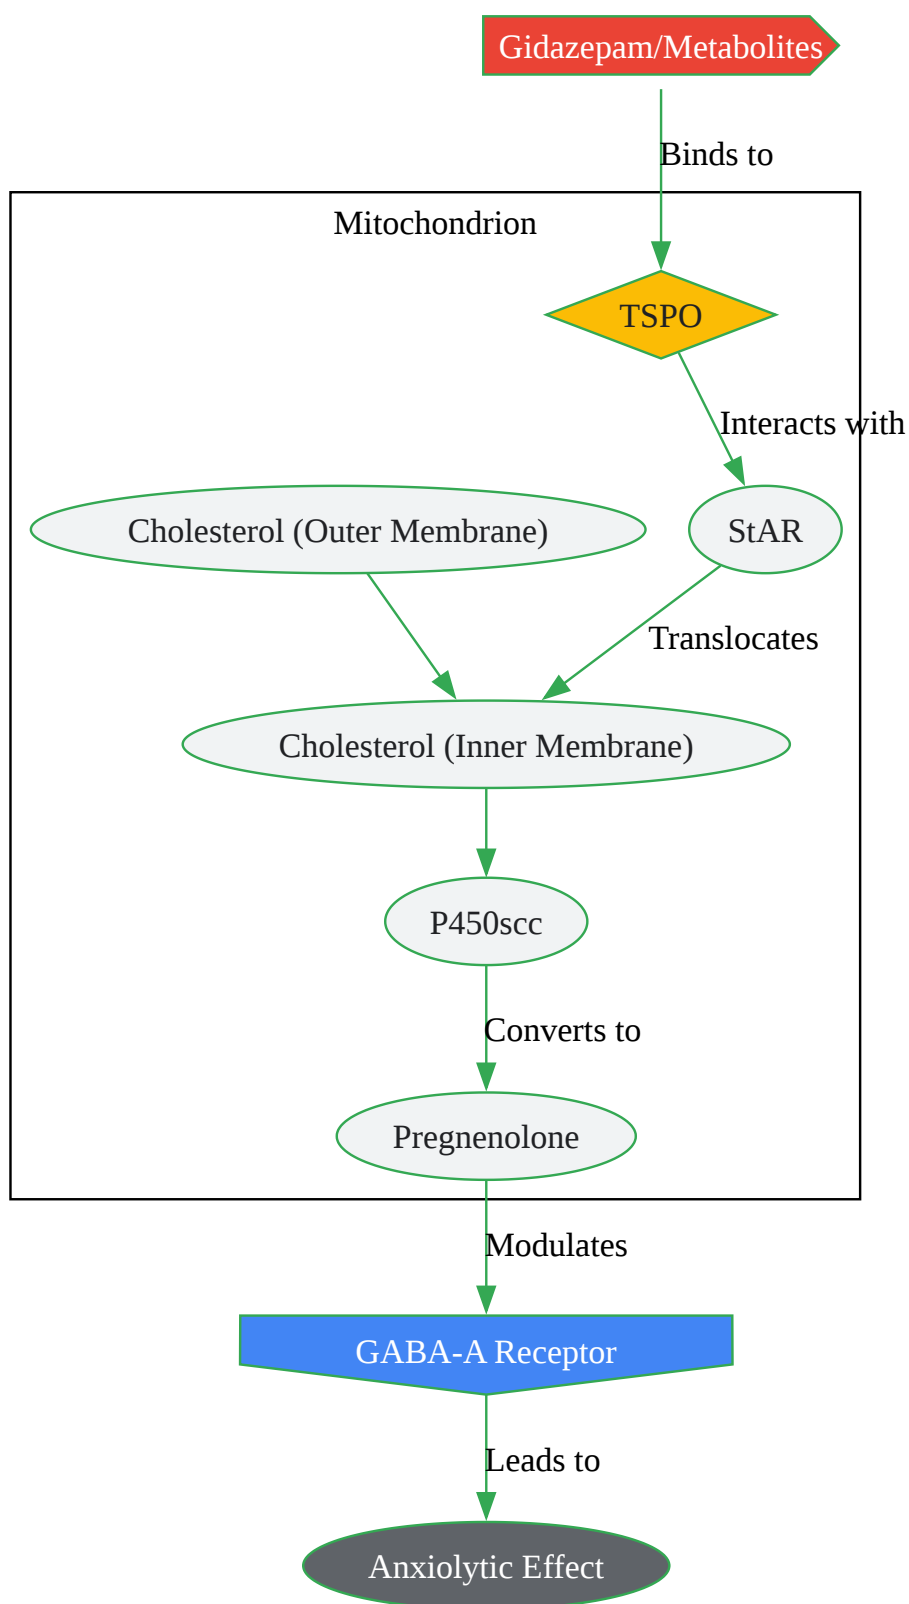 Gidazepam/Metabolites
Binds to
Mitochondrion
TSPO
Interacts with
Cholesterol (Outer Membrane)
StAR
Translocates
Cholesterol (Inner Membrane)
P450scc
Converts to
Pregnenolone
Modulates
GABA-A Receptor
Leads to
Anxiolytic Effect